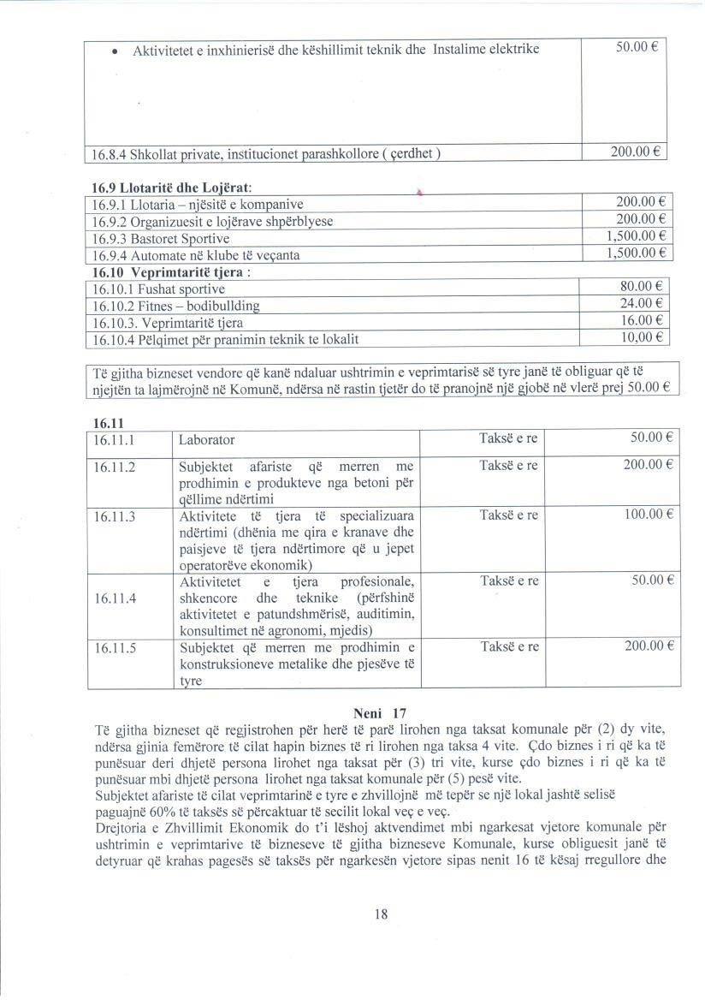 • Aktivitetet e inxhinierisë dhe këshillimit teknik dhe Instalime elektrike 50.00 €
16.8.4 Shkollat private, institucionet parashkollore ( çerdhet ) 200.00 €
16.9 Llotaritë dhe Lojërat:
16.9.1 Llotaria – njësitë e kompanive 200.00 €
16.9.2 Organizuesit e lojërave shpërblyese 200.00 €
16.9.3 Bastoret Sportive 1,500.00 €
16.9.4 Automate në klube të veçanta 1,500.00 €
16.10 Veprimtaritë tjera :
16.10.1 Fushat sportive 80.00 €
16.10.2 Fitnes – bodibullding 24.00 €
16.10.3. Veprimtaritë tjera 16.00 €
16.10.4 Pëlqimet për pranimin teknik te lokalit 10,00 €
Të gjitha bizneset vendore që kanë ndaluar ushtrimin e veprimtarisë së tyre janë të obliguar që të
njejtën ta lajmërojnë në Komunë, ndërsa në rastin tjetër do të pranojnë një gjobë në vlerë prej 50.00 €
16.11
16.11.1 Laborator Taksë e re 50.00 €
16.11.2 Subjektet afariste që merren me Taksë e re 200.00 €
prodhimin e produkteve nga betoni për
qëllime ndërtimi
16.11.3 Aktivitete të tjera të specializuara Taksë e re 100.00 €
ndërtimi (dhënia me qira e kranave dhe
paisjeve të tjera ndërtimore që u jepet
operatorëve ekonomik)
Aktivitetet e tjera profesionale, Taksë e re 50.00 €
16.11.4 shkencore dhe teknike (përfshinë
aktivitetet e patundshmërisë, auditimin,
konsultimet në agronomi, mjedis)
16.11.5 Subjektet që merren me prodhimin e Taksë e re 200.00 €
konstruksioneve metalike dhe pjesëve të
tyre
Neni 17
Të gjitha bizneset që regjistrohen për herë të parë lirohen nga taksat komunale për (2) dy vite,
ndërsa gjinia femërore të cilat hapin biznes të ri lirohen nga taksa 4 vite. Çdo biznes i ri që ka të
punësuar deri dhjetë persona lirohet nga taksat për (3) tri vite, kurse çdo biznes i ri që ka të
punësuar mbi dhjetë persona lirohet nga taksat komunale për (5) pesë vite.
Subjektet afariste të cilat veprimtarinë e tyre e zhvillojnë më tepër se një lokal jashtë selisë
paguajnë 60% të taksës së përcaktuar të secilit lokal veç e veç.
Drejtoria e Zhvillimit Ekonomik do t'i lëshoj aktvendimet mbi ngarkesat vjetore komunale për
ushtrimin e veprimtarive të bizneseve të gjitha bizneseve Komunale, kurse obliguesit janë të
detyruar që krahas pagesës së taksës për ngarkesën vjetore sipas nenit 16 të kësaj rregullore dhe
18